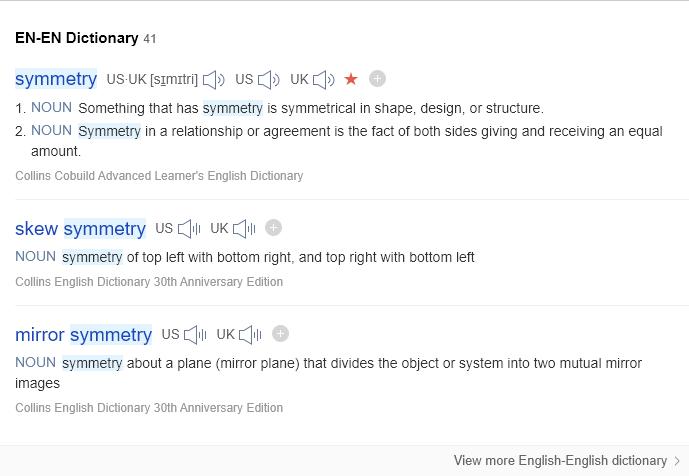 EN-EN Dictionary 41
symmetry US·UK [sɪmɪtri] US UK
1. NOUN Something that has symmetry is symmetrical in shape, design, or structure.
2. NOUN Symmetry in a relationship or agreement is the fact of both sides giving and receiving an equal
amount.
Collins Cobuild Advanced Learner's English Dictionary
skew symmetry US UK
NOUN symmetry of top left with bottom right, and top right with bottom left
Collins English Dictionary 30th Anniversary Edition
mirror symmetry US UK
NOUN symmetry about a plane (mirror plane) that divides the object or system into two mutual mirror
images
Collins English Dictionary 30th Anniversary Edition
View more English-English dictionary